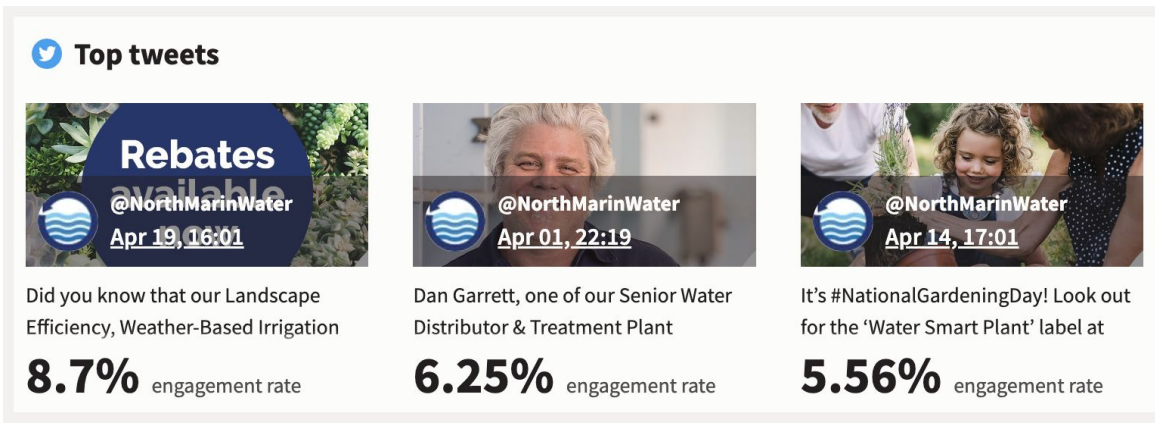 Top tweets
Rebates
available
now
@NorthMarinWater
Apr 19, 16:01
Did you know that our Landscape
Efficiency, Weather-Based Irrigation
8.7% engagement rate
@NorthMarinWater
Apr 01, 22:19
Dan Garrett, one of our Senior Water
Distributor & Treatment Plant
6.25% engagement rate
@NorthMarinWater
Apr 14, 17:01
It’s #NationalGardeningDay! Look out
for the ‘Water Smart Plant’ label at
5.56% engagement rate